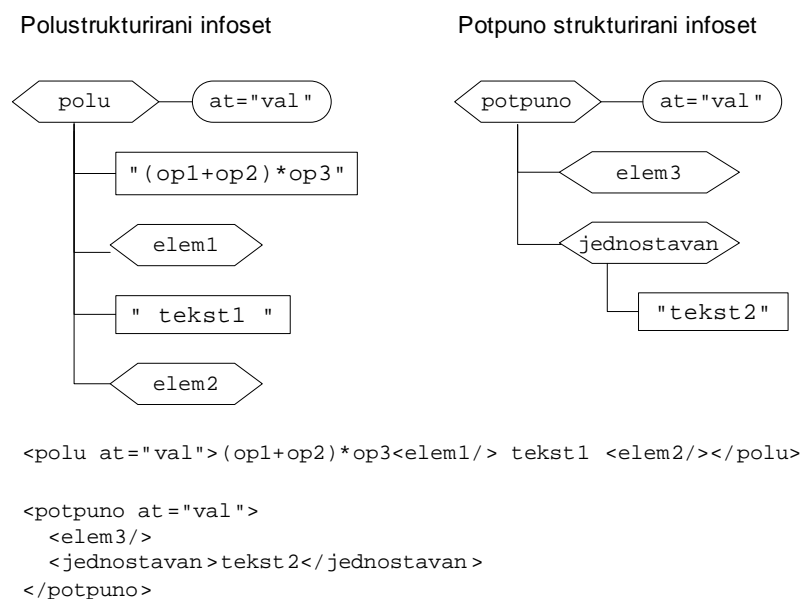 Polustrukturirani infoset
Potpuno strukturirani infoset
polu
at="val"
"(op1+op2)*op3"
elem1
" tekst1 "
elem2
potpuno
at="val"
elem3
jednostavan
"tekst2"
<polu at="val">(op1+op2)*op3<elem1/> tekst1 <elem2/></polu>
<potpuno at="val">
  <elem3/>
  <jednostavan>tekst2</jednostavan>
</potpuno>